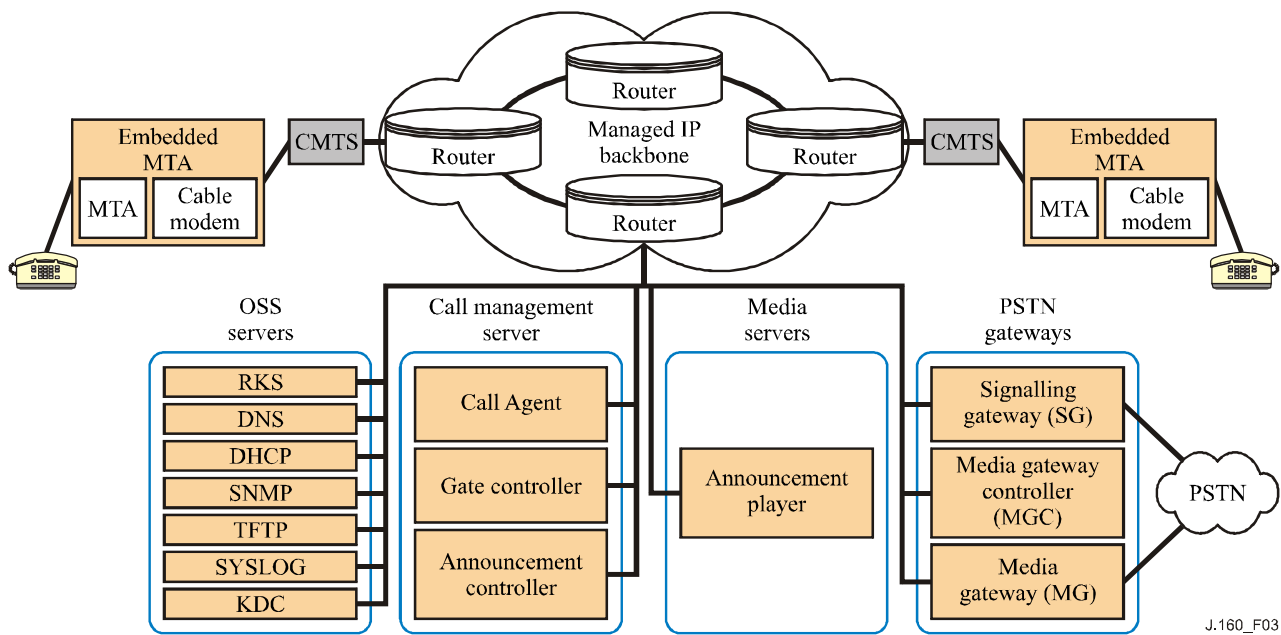 Router
Router
Managed IP
backbone
Router
Router
Embedded
MTA
MTA
Cable
modem
CMTS
CMTS
Embedded
MTA
MTA
Cable
modem
OSS
servers
RKS
DNS
DHCP
SNMP
TFTP
SYSLOG
KDC
Call management
server
Call Agent
Gate controller
Announcement
controller
Media
servers
Announcement
player
PSTN
gateways
Signalling
gateway (SG)
Media gateway
controller
(MGC)
Media
gateway (MG)
PSTN
J.160_F03